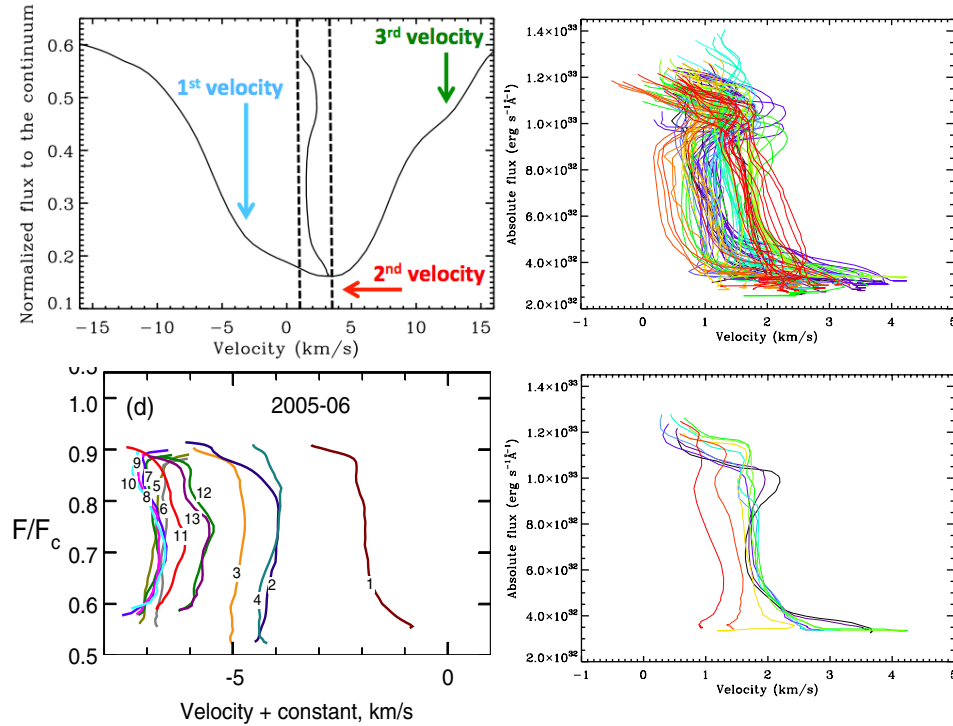 Normalized flux to the continuum
0.6
0.5
0.4
0.3
0.2
0.1
1st velocity
3rd velocity
2nd velocity
−15 −10 −5 0 5 10 15
Velocity (km/s)
Absolute flux (erg s⁻¹Å⁻¹)
1.4×10³³
1.2×10³³
1.0×10³³
8.0×10³²
6.0×10³²
4.0×10³²
2.0×10³²
−1 0 1 2 3 4 5
Velocity (km/s)
F/Fc
0.5
1.0
0.9
0.8
0.7
0.6
0.5
(d)
2005-06
9
7
5
10
8
6
12
13
11
3
4
2
1
-5 0
Velocity + constant, km/s
Absolute flux (erg s⁻¹Å⁻¹)
1.4×10³³
1.2×10³³
1.0×10³³
8.0×10³²
6.0×10³²
4.0×10³²
2.0×10³²
−1 0 1 2 3 4 5
Velocity (km/s)